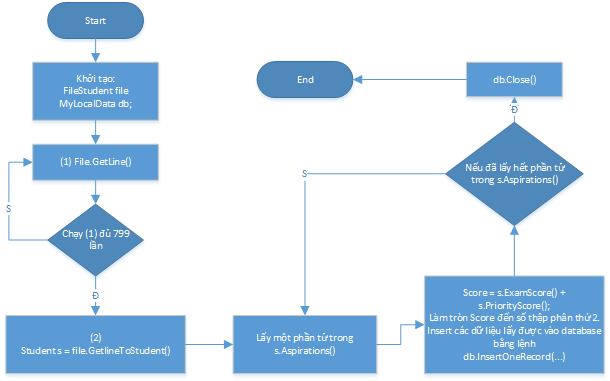 Start
Khởi tạo:
FileStudent file
MyLocalData db;
(1) File.GetLine()
S
Chạy (1) đủ 799
lần
Đ
(2)
Student s = file.GetlineToStudent()
Lấy một phần tử trong
s.Aspirations()
Score = s.ExamScore() +
s.PriorityScore();
Làm tròn Score đến số thập phân thứ 2.
Insert các dữ liệu lấy được vào database
bằng lệnh
db.InsertOneRecord(...)
Nếu đã lấy hết phần tử
trong s.Aspirations()
S
Đ
db.Close()
End